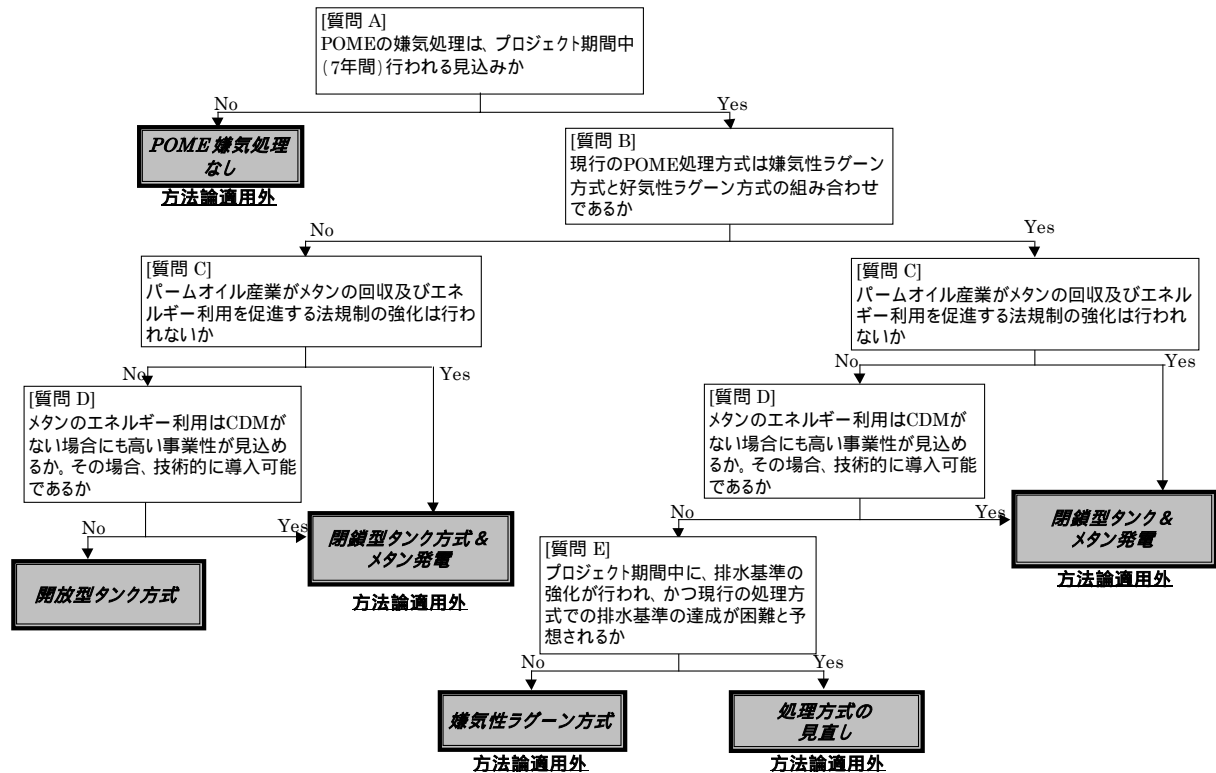 [質問 A]
POMEの嫌気処理は、プロジェクト期間中
(7年間)行われる見込みか
No
Yes
POME嫌気処理
なし
方法論適用外
[質問 B]
現行のPOME処理方式は嫌気性ラグーン
方式と好気性ラグーン方式の組み合わせ
であるか
No
Yes
[質問 C]
パームオイル産業がメタンの回収及びエネ
ルギー利用を促進する法規制の強化は行わ
れないか
[質問 C]
パームオイル産業がメタンの回収及びエネル
ギー利用を促進する法規制の強化は行われ
ないか
No
Yes
No
Yes
[質問 D]
メタンのエネルギー利用はCDMが
ない場合にも高い事業性が見込め
るか。その場合、技術的に導入可能
であるか
[質問 D]
メタンのエネルギー利用はCDMが
ない場合にも高い事業性が見込め
るか。その場合、技術的に導入可能
であるか
No
Yes
No
Yes
開放型タンク方式
閉鎖型タンク方式&
メタン発電
方法論適用外
[質問 E]
プロジェクト期間中に、排水基準の
強化が行われ、かつ現行の処理方
式での排水基準の達成が困難と予
想されるか
閉鎖型タンク&
メタン発電
方法論適用外
No
Yes
嫌気性ラグーン方式
方法論適用外
処理方式の
見直し
方法論適用外